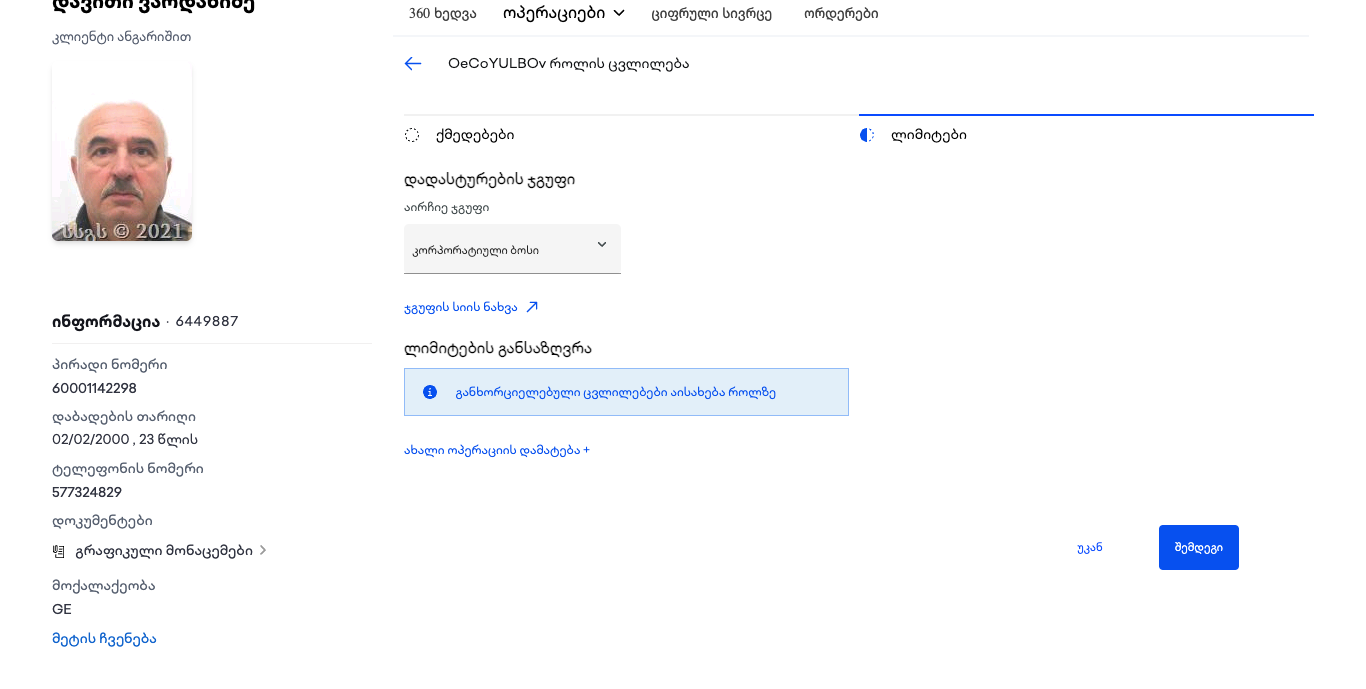 დავითი ვარდანიძე
კლიენტი ანგარიშით
სსგს © 2021
ინფორმაცია · 6449887
პირადი ნომერი
60001142298
დაბადების თარიღი
02/02/2000 , 23 წლის
ტელეფონის ნომერი
577324829
დოკუმენტები
გრაფიკული მონაცემები
მოქალაქეობა
GE
მეტის ჩვენება
360 ხედვა ოპერაციები ციფრული სივრცე ორდერები
OeCoYULBOv როლის ცვლილება
ქმედებები
ლიმიტები
დადასტურების ჯგუფი
აირჩიე ჯგუფი
კორპორატიული ბოსი
ჯგუფის სიის ნახვა
ლიმიტების განსაზღვრა
განხორციელებული ცვლილებები აისახება როლზე
ახალი ოპერაციის დამატება +
უკან
შემდეგი